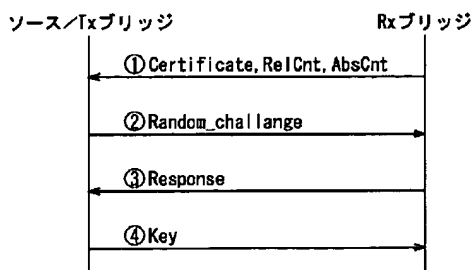 ソース/Txブリッジ
Rxブリッジ
①Certificate,RelCnt,AbsCnt
②Random_challange
③Response
④Key